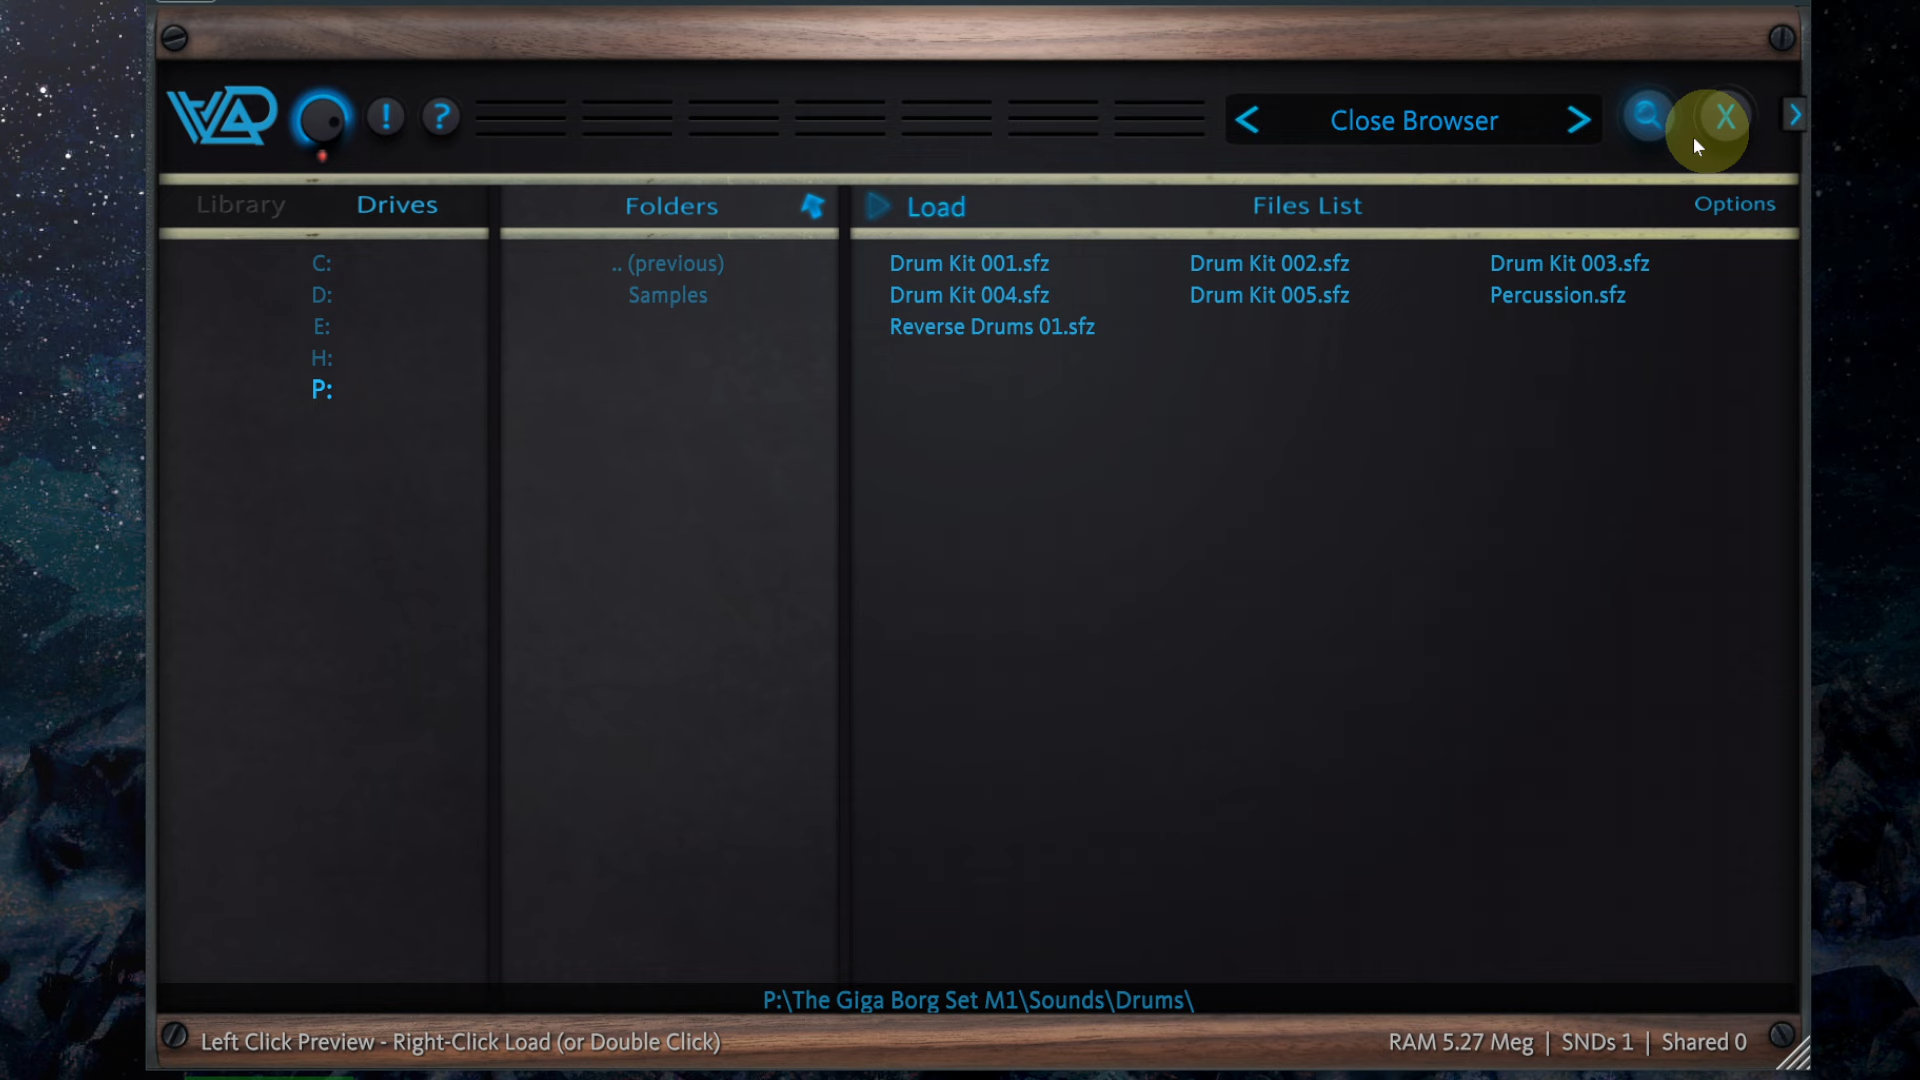 ! ? < Close Browser > X >
Library Drives Folders Load Files List Options
C: .. (previous) Drum Kit 001.sfz Drum Kit 002.sfz Drum Kit 003.sfz
D: Samples Drum Kit 004.sfz Drum Kit 005.sfz Percussion.sfz
E: Reverse Drums 01.sfz
H:
P:
P:\The Giga Borg Set M1\Sounds\Drums\
Left Click Preview - Right-Click Load (or Double Click) RAM 5.27 Meg | SNDs 1 | Shared 0